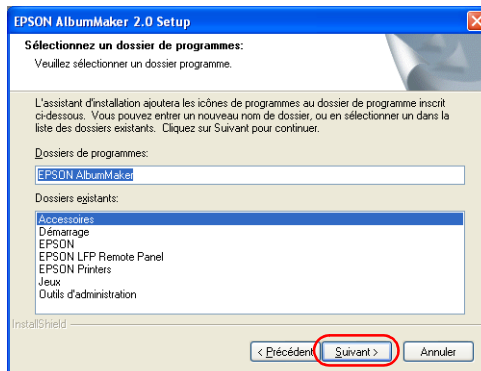 EPSON AlbumMaker 2.0 Setup
Sélectionnez un dossier de programmes:
Veuillez sélectionner un dossier programme.
L'assistant d'installation ajoutera les icônes de programmes au dossier de programme inscrit
ci-dessous. Vous pouvez entrer un nouveau nom de dossier, ou en sélectionner un dans la
liste des dossiers existants. Cliquez sur Suivant pour continuer.
Dossiers de programmes:
EPSON AlbumMaker
Dossiers existants:
Accessoires
Démarrage
EPSON
EPSON LFP Remote Panel
EPSON Printers
Jeux
Outils d'administration
InstallShield
< Précédent
Suivant >
Annuler